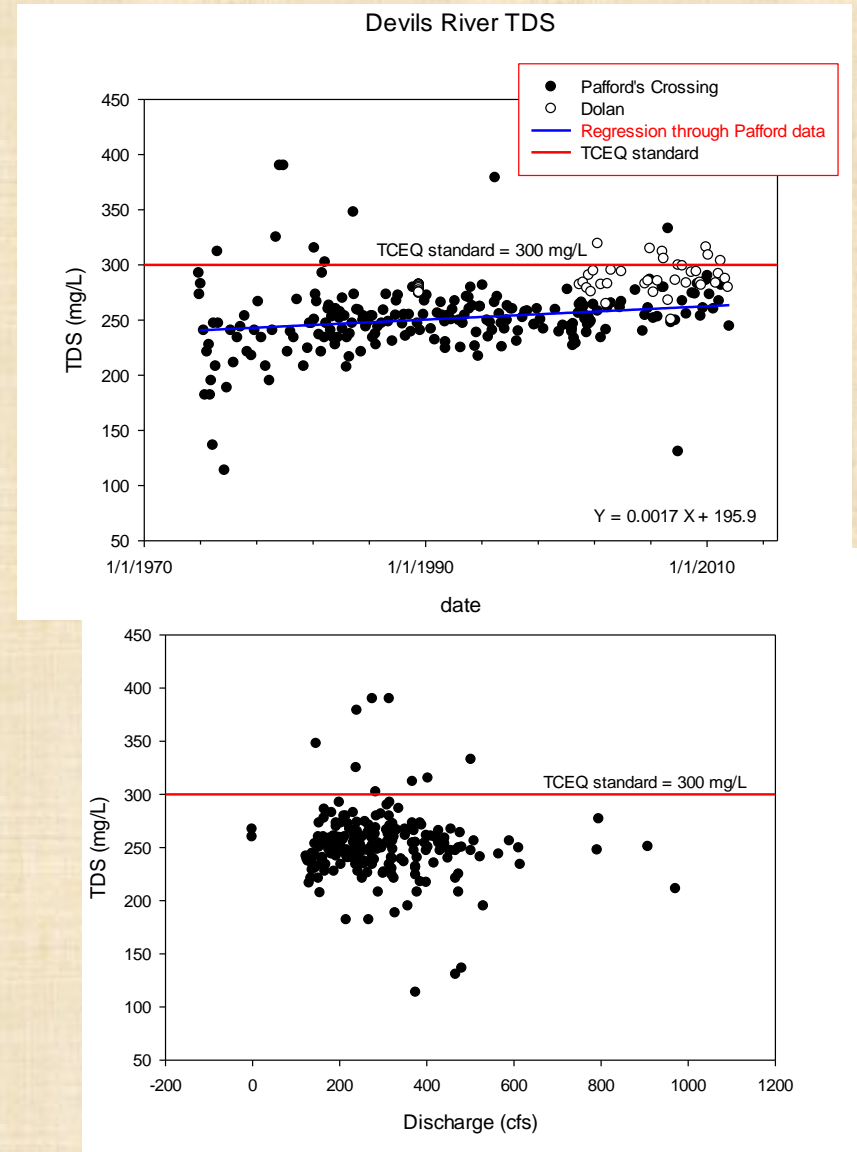 Devils River TDS
Pafford's Crossing
Dolan
Regression through Pafford data
TCEQ standard
450
400
350
300
250
200
150
100
50
TDS (mg/L)
TCEQ standard = 300 mg/L
Y = 0.0017 X + 195.9
1/1/1970
1/1/1990
1/1/2010
date
450
400
350
300
250
200
150
100
50
TDS (mg/L)
TCEQ standard = 300 mg/L
-200
0
200
400
600
800
1000
1200
Discharge (cfs)